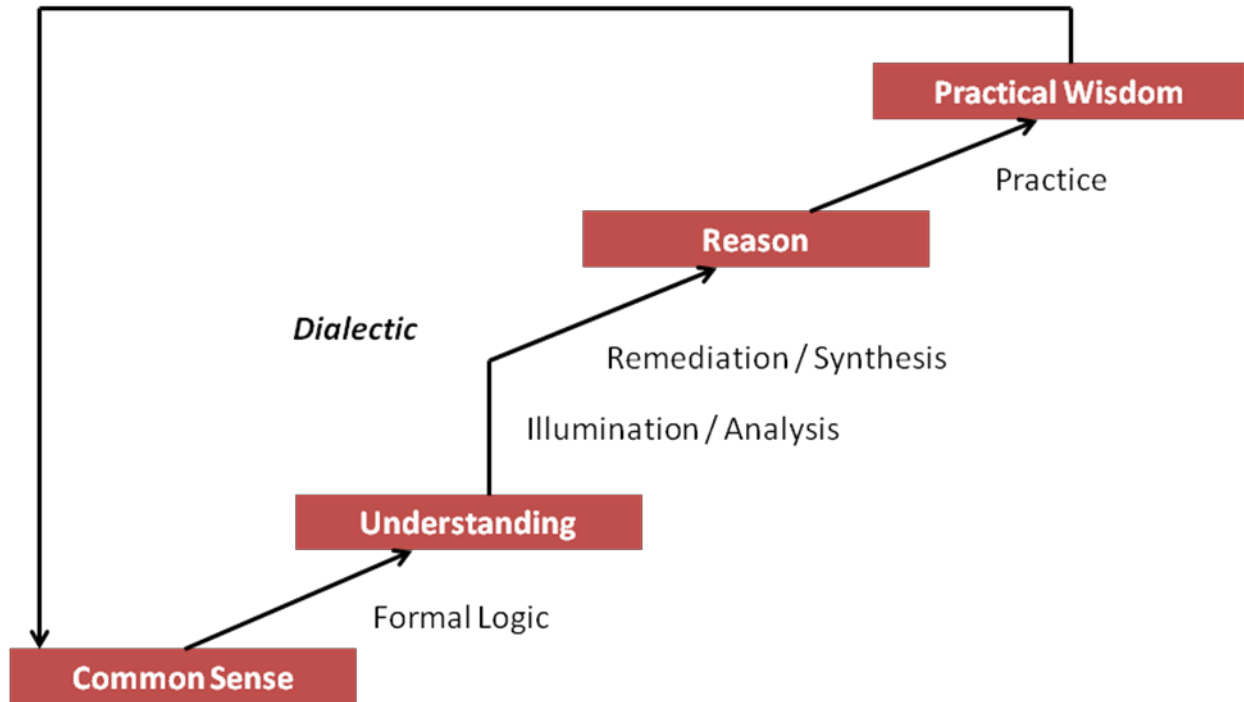 Practical Wisdom
Practice
Reason
Dialectic
Remediation / Synthesis
Illumination / Analysis
Understanding
Formal Logic
Common Sense